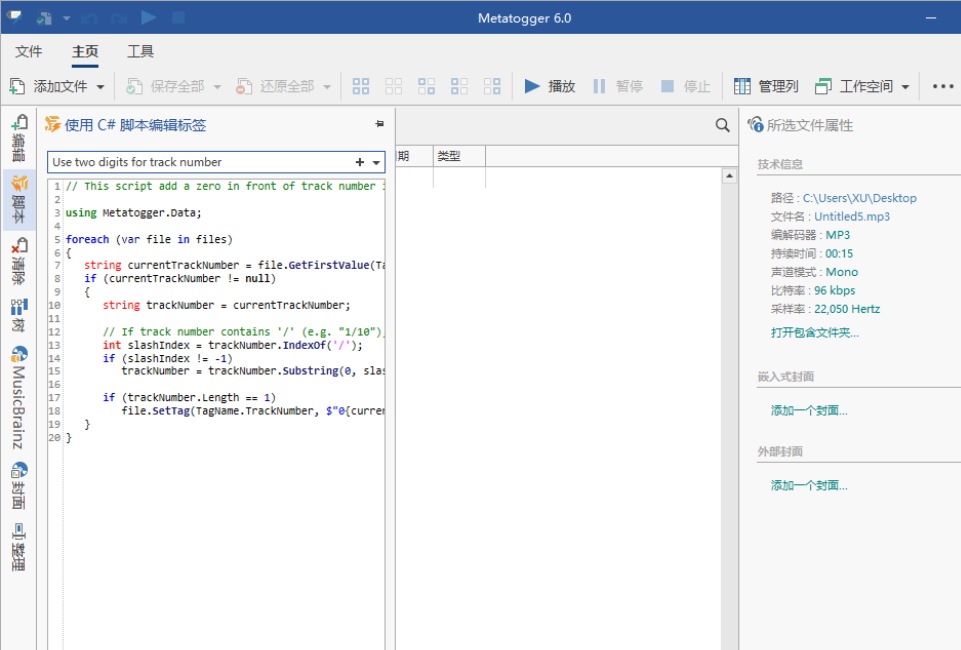 Metatogger 6.0
文件 主页 工具
添加文件 保存全部 还原全部 播放 暂停 停止 管理列 工作空间
编辑
脚本
清除
树
MusicBrainz
封面
整理
使用 C# 脚本编辑标签
Use two digits for track number
1 // This script add a zero in front of track number
2
3 using Metatogger.Data;
4
5 foreach (var file in files)
6 {
7 string currentTrackNumber = file.GetFirstValue(Ta
8 if (currentTrackNumber != null)
9 {
10 string trackNumber = currentTrackNumber;
11
12 // If track number contains '/' (e.g. "1/10"),
13 int slashIndex = trackNumber.IndexOf('/');
14 if (slashIndex != -1)
15 trackNumber = trackNumber.Substring(0, slas
16
17 if (trackNumber.Length == 1)
18 file.SetTag(TagName.TrackNumber, $"0{curren
19 }
20 }
期 类型
所选文件属性
技术信息
路径 : C:\Users\XU\Desktop
文件名 : Untitled5.mp3
编解码器 : MP3
持续时间 : 00:15
声道模式 : Mono
比特率 : 96 kbps
采样率 : 22,050 Hertz
打开包含文件夹...
嵌入式封面
添加一个封面...
外部封面
添加一个封面...